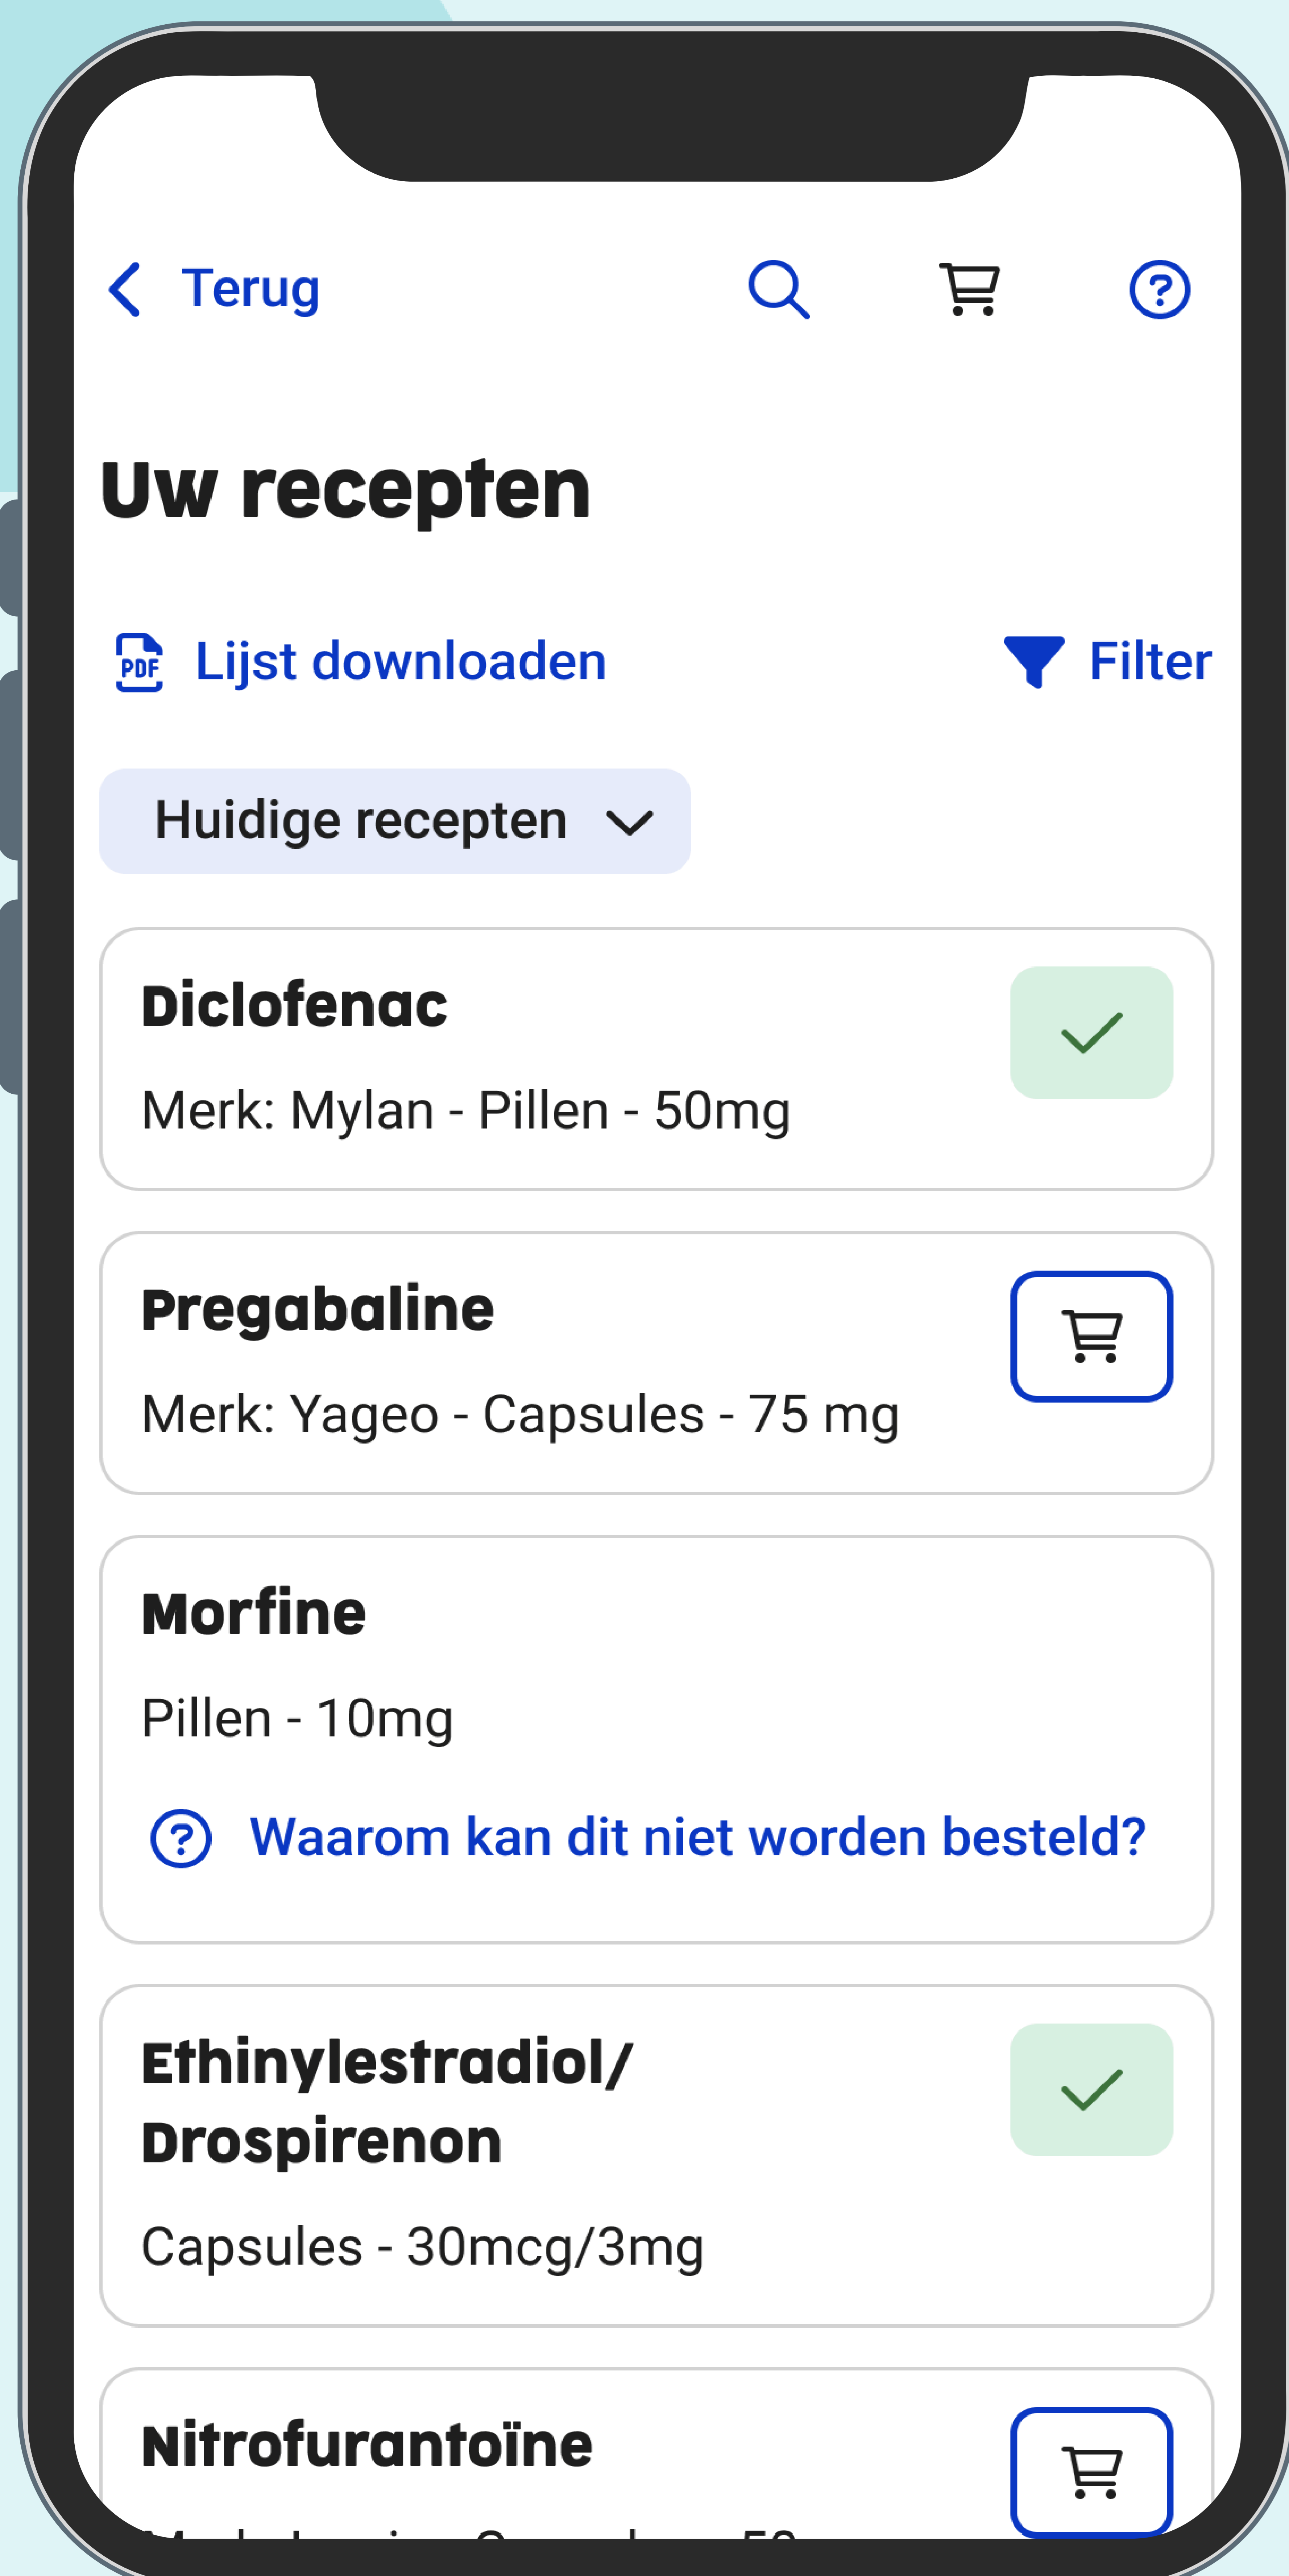 Terug
Uw recepten
PDF Lijst downloaden Filter
Huidige recepten
Diclofenac
Merk: Mylan - Pillen - 50mg
Pregabaline
Merk: Yageo - Capsules - 75 mg
Morfine
Pillen - 10mg
? Waarom kan dit niet worden besteld?
Ethinylestradiol/
Drospirenon
Capsules - 30mcg/3mg
Nitrofurantoïne